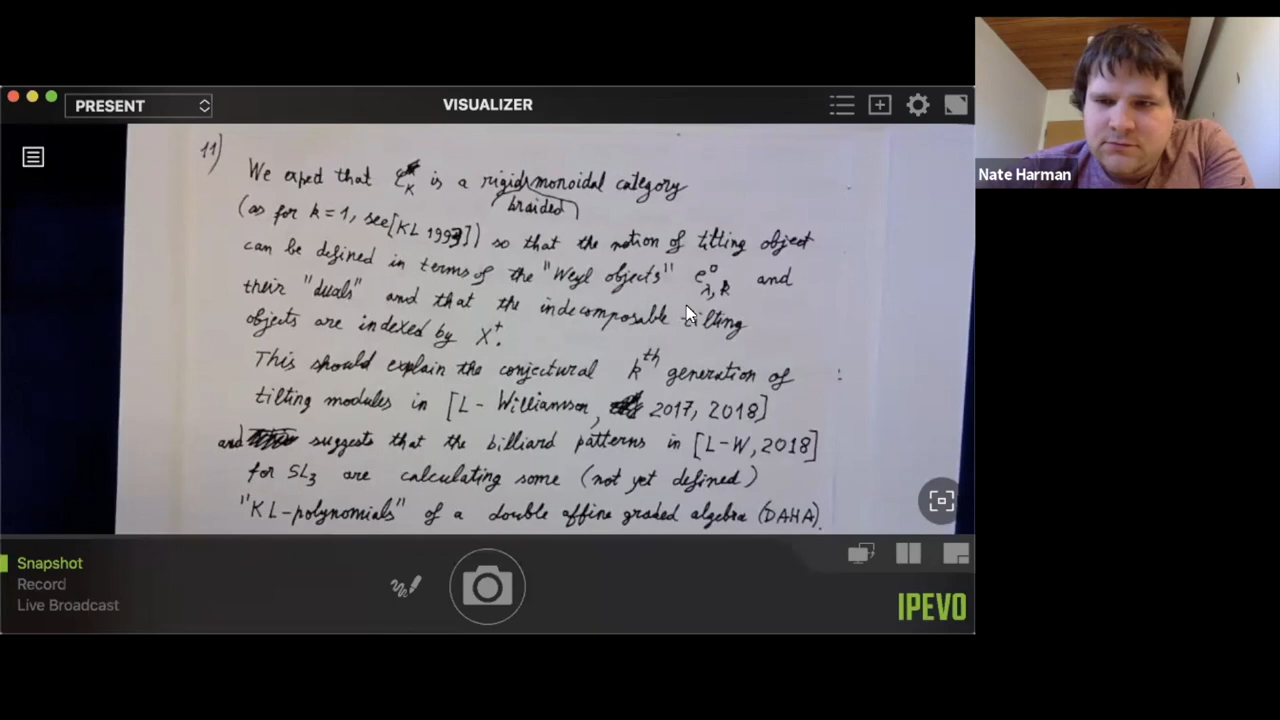 PRESENT
VISUALIZER
Nate Harman
11)
We expect that 𝒞_K is a rigid monoidal category
braided
(as for k=1, see [KL 1993]) so that the notion of tilting object
can be defined in terms of the "Weyl objects" e°_λ,k and
their "duals" and that the indecomposable tilting
objects are indexed by X⁺.
This should explain the conjectural kth generation of
tilting modules in [L-Williamson, 2017, 2018]
and suggests that the billiard patterns in [L-W, 2018]
for SL₃ are calculating some (not yet defined)
"KL-polynomials" of a double affine graded algebra (DAHA).
Snapshot
Record
Live Broadcast
IPEVO